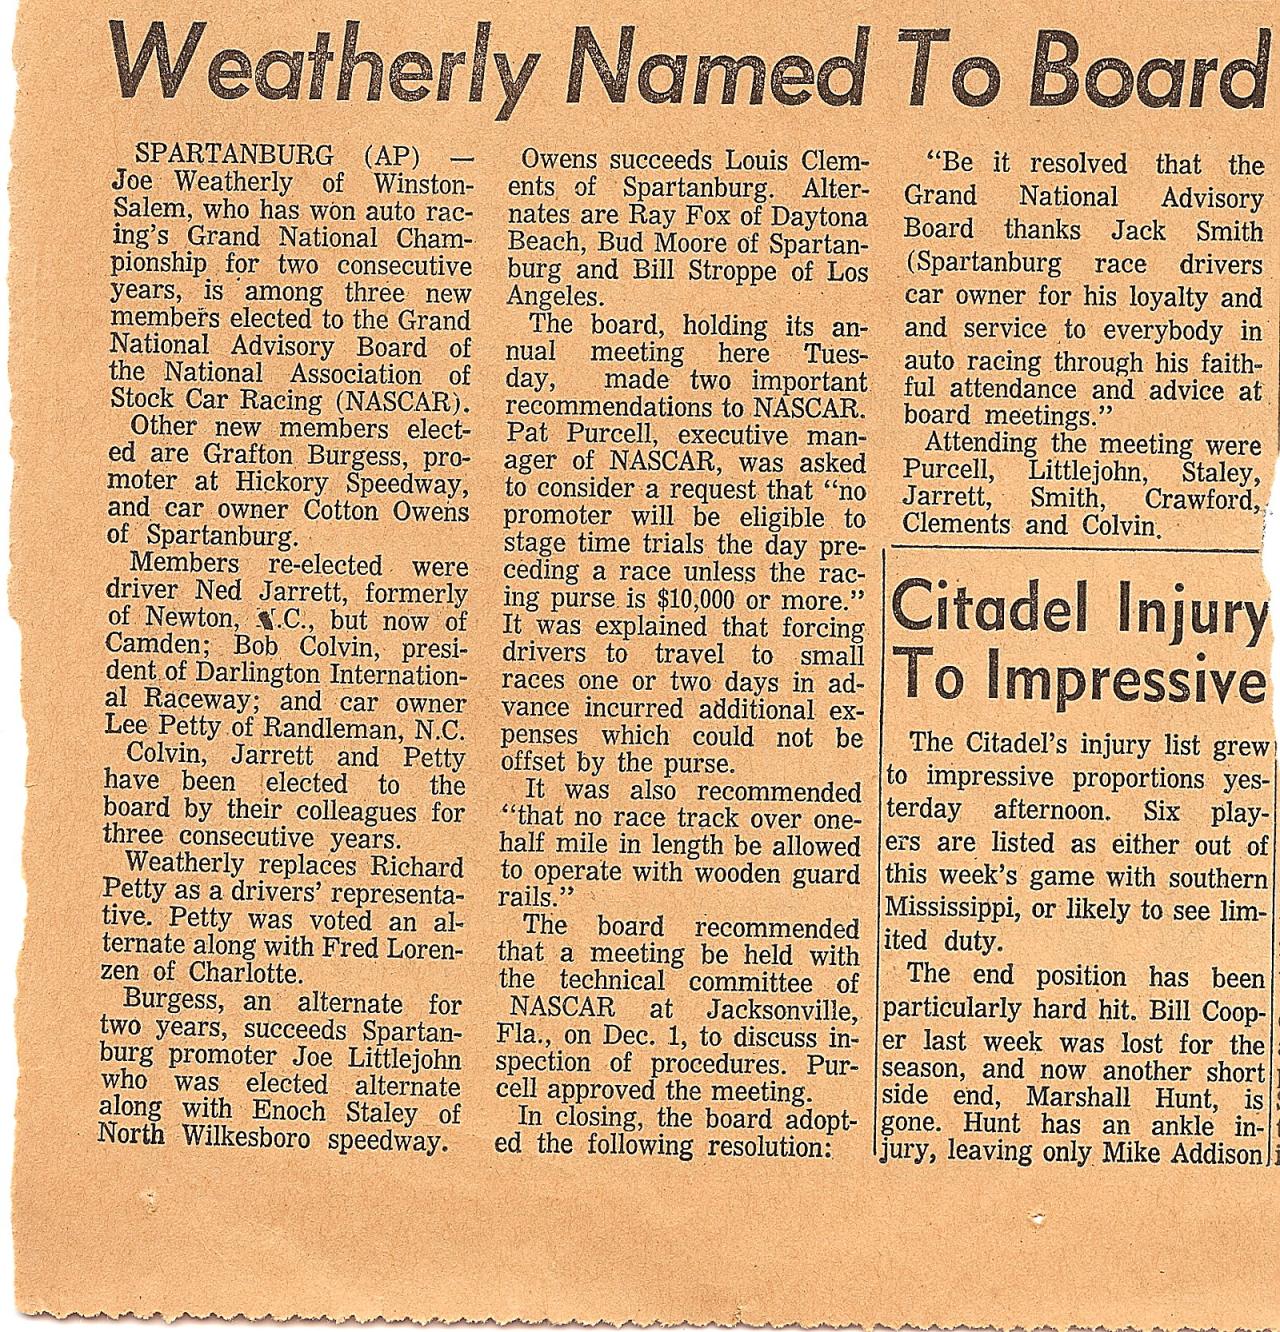 Weatherly Named To Board
SPARTANBURG (AP) —
Joe Weatherly of Winston-
Salem, who has won auto rac-
ing's Grand National Cham-
pionship for two consecutive
years, is among three new
members elected to the Grand
National Advisory Board of
the National Association of
Stock Car Racing (NASCAR).
Other new members elect-
ed are Grafton Burgess, pro-
moter at Hickory Speedway,
and car owner Cotton Owens
of Spartanburg.
Members re-elected were
driver Ned Jarrett, formerly
of Newton, N.C., but now of
Camden; Bob Colvin, presi-
dent of Darlington Internation-
al Raceway; and car owner
Lee Petty of Randleman, N.C.
Colvin, Jarrett and Petty
have been elected to the
board by their colleagues for
three consecutive years.
Weatherly replaces Richard
Petty as a drivers' representa-
tive. Petty was voted an al-
ternate along with Fred Loren-
zen of Charlotte.
Burgess, an alternate for
two years, succeeds Spartan-
burg promoter Joe Littlejohn
who was elected alternate
along with Enoch Staley of
North Wilkesboro speedway.
Owens succeeds Louis Clem-
ents of Spartanburg. Alter-
nates are Ray Fox of Daytona
Beach, Bud Moore of Spartan-
burg and Bill Stroppe of Los
Angeles.
The board, holding its an-
nual meeting here Tues-
day, made two important
recommendations to NASCAR.
Pat Purcell, executive man-
ager of NASCAR, was asked
to consider a request that "no
promoter will be eligible to
stage time trials the day pre-
ceding a race unless the rac-
ing purse is $10,000 or more."
It was explained that forcing
drivers to travel to small
races one or two days in ad-
vance incurred additional ex-
penses which could not be
offset by the purse.
It was also recommended
"that no race track over one-
half mile in length be allowed
to operate with wooden guard
rails."
The board recommended
that a meeting be held with
the technical committee of
NASCAR at Jacksonville,
Fla., on Dec. 1, to discuss in-
spection of procedures. Pur-
cell approved the meeting.
In closing, the board adopt-
ed the following resolution:
"Be it resolved that the
Grand National Advisory
Board thanks Jack Smith
(Spartanburg race drivers
car owner for his loyalty and
and service to everybody in
auto racing through his faith-
ful attendance and advice at
board meetings."
Attending the meeting were
Purcell, Littlejohn, Staley,
Jarrett, Smith, Crawford,
Clements and Colvin.
Citadel Injury
To Impressive
The Citadel's injury list grew
to impressive proportions yes-
terday afternoon. Six play-
ers are listed as either out of
this week's game with southern
Mississippi, or likely to see lim-
ited duty.
The end position has been
particularly hard hit. Bill Coop-
er last week was lost for the
season, and now another short
side end, Marshall Hunt, is
gone. Hunt has an ankle in-
jury, leaving only Mike Addison